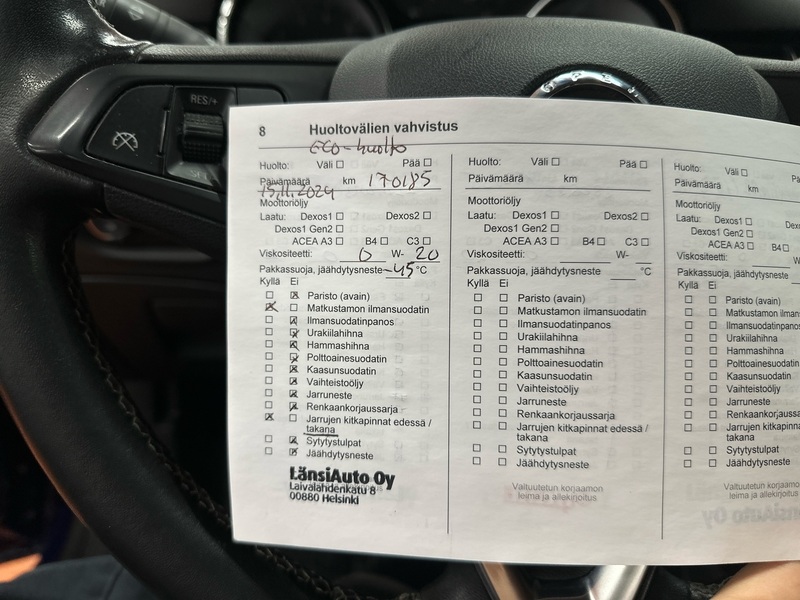 RES/+
OPEL
8 Huoltovälien vahvistus
ECO-huolto
Huolto: Väli ☐ Pää ☐
Päivämäärä km 170185
15.11.2024
Moottoriöljy
Laatu: Dexos1 ☐ Dexos2 ☐
Dexos1 Gen2 ☐
ACEA A3 ☐ B4 ☐ C3 ☐
Viskositeetti: 0 W- 20
Pakkassuoja, jäähdytysneste -45 °C
Kyllä Ei
☐ ☒ Paristo (avain)
☒ ☐ Matkustamon ilmansuodatin
☐ ☒ Ilmansuodatinpanos
☐ ☒ Urakiilahihna
☐ ☒ Hammashihna
☐ ☒ Polttoainesuodatin
☐ ☒ Kaasunsuodatin
☐ ☒ Vaihteistoöljy
☐ ☒ Jarruneste
☐ ☒ Renkaankorjaussarja
☒ ☐ Jarrujen kitkapinnat edessä /
takana
☐ ☒ Sytytystulpat
☐ ☒ Jäähdytysneste
LänsiAuto Oy
Laivalahdenkatu 8
00880 Helsinki
Huolto: Väli ☐ Pää ☐
Päivämäärä km
Moottoriöljy
Laatu: Dexos1 ☐ Dexos2 ☐
Dexos1 Gen2 ☐
ACEA A3 ☐ B4 ☐ C3 ☐
Viskositeetti: W-
Pakkassuoja, jäähdytysneste °C
Kyllä Ei
☐ ☐ Paristo (avain)
☐ ☐ Matkustamon ilmansuodatin
☐ ☐ Ilmansuodatinpanos
☐ ☐ Urakiilahihna
☐ ☐ Hammashihna
☐ ☐ Polttoainesuodatin
☐ ☐ Kaasunsuodatin
☐ ☐ Vaihteistoöljy
☐ ☐ Jarruneste
☐ ☐ Renkaankorjaussarja
☐ ☐ Jarrujen kitkapinnat edessä /
takana
☐ ☐ Sytytystulpat
☐ ☐ Jäähdytysneste
Valtuutetun korjaamon
leima ja allekirjoitus
Huolto: Väli ☐
Päivämäärä km
Moottoriöljy
Laatu: Dexos1 ☐
Dexos1 Gen2 ☐
ACEA A3 ☐ B4
Viskositeetti: W-
Pakkassuoja, jäähdytysneste
Kyllä Ei
☐ ☐ Paristo (avain)
☐ ☐ Matkustamon ilmans
☐ ☐ Ilmansuodatinpanos
☐ ☐ Urakiilahihna
☐ ☐ Hammashihna
☐ ☐ Polttoainesuodatin
☐ ☐ Kaasunsuodatin
☐ ☐ Vaihteistoöljy
☐ ☐ Jarruneste
☐ ☐ Renkaankorjaussarja
☐ ☐ Jarrujen kitkapinnat
takana
☐ ☐ Sytytystulpat
☐ ☐ Jäähdytysneste
Valtuutetun korjaamo
leima ja allekirjoitus